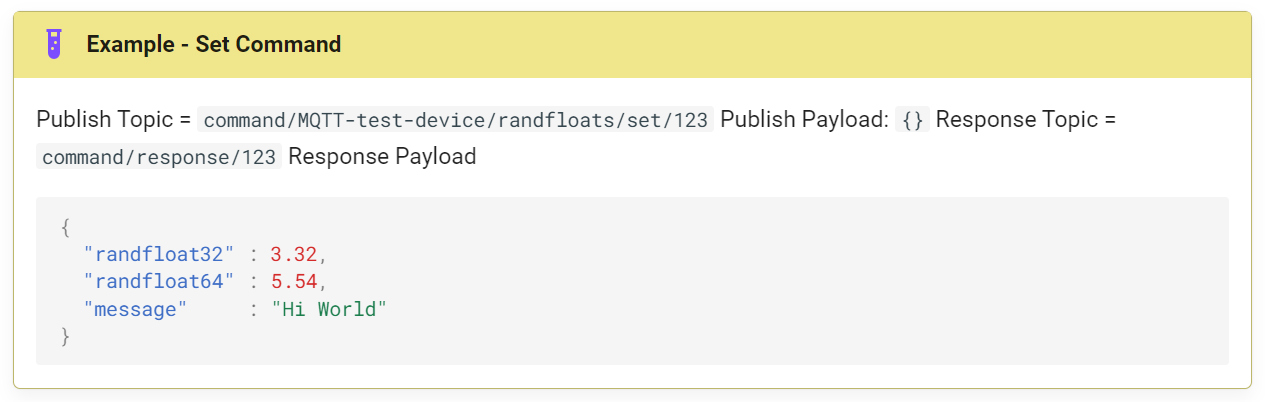 Example - Set Command
Publish Topic = command/MQTT-test-device/randfloats/set/123 Publish Payload: {} Response Topic =
command/response/123 Response Payload
{
  "randfloat32" : 3.32,
  "randfloat64" : 5.54,
  "message"     : "Hi World"
}